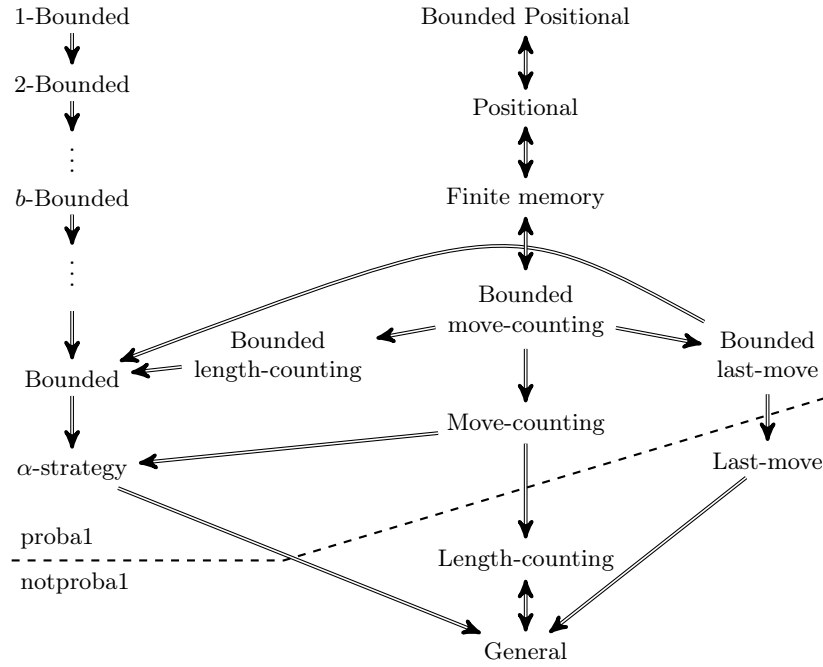 1-Bounded
Bounded Positional
2-Bounded
Positional
⋮
b-Bounded
Finite memory
⋮
Bounded
move-counting
Bounded
length-counting
Bounded
last-move
Bounded
Move-counting
α-strategy
Last-move
proba1
Length-counting
notproba1
General